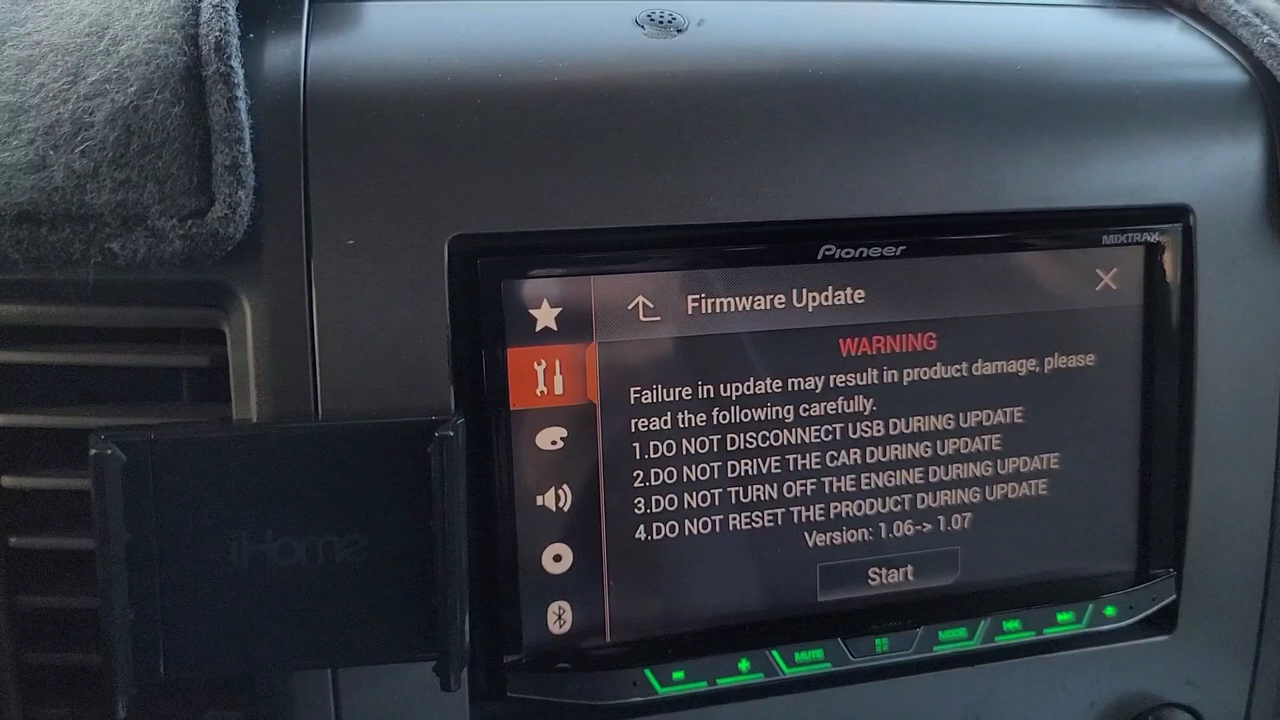 Pioneer
MIXTRAX
Firmware Update
WARNING
Failure in update may result in product damage, please
read the following carefully.
1.DO NOT DISCONNECT USB DURING UPDATE
2.DO NOT DRIVE THE CAR DURING UPDATE
3.DO NOT TURN OFF THE ENGINE DURING UPDATE
4.DO NOT RESET THE PRODUCT DURING UPDATE
Version: 1.06-> 1.07
Start
iHome
MUTE
MODE